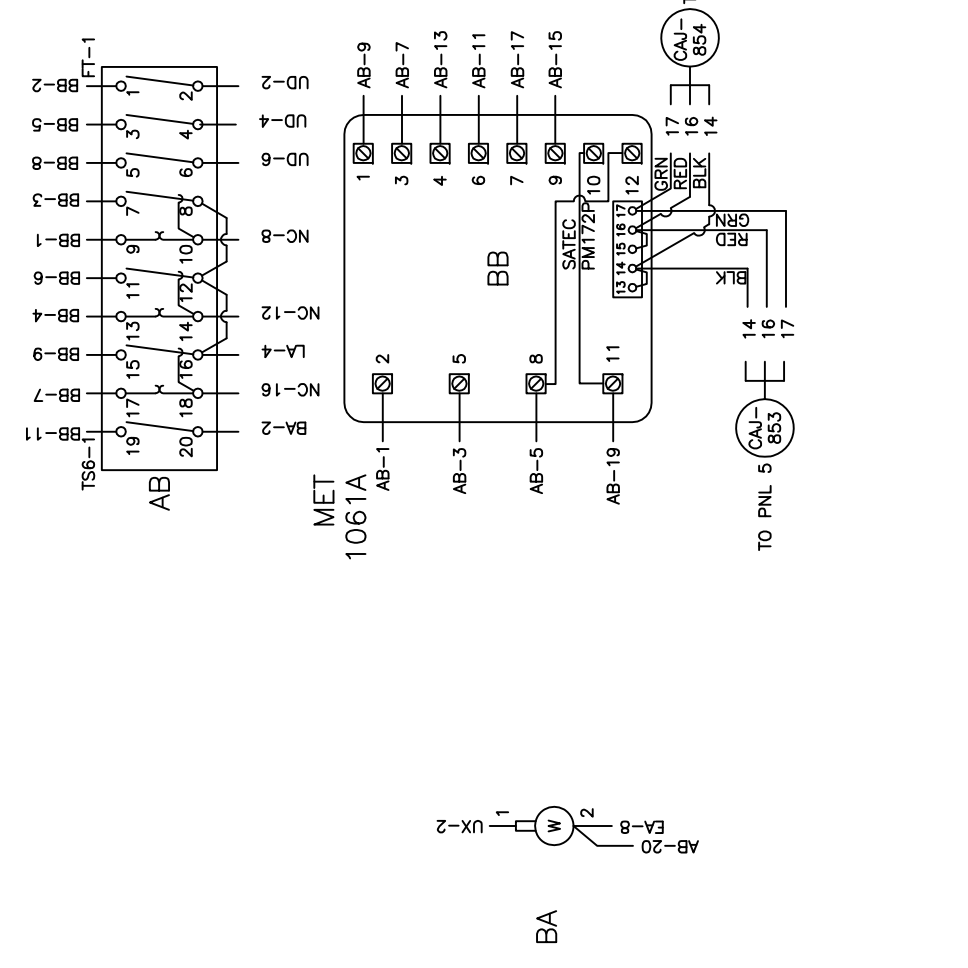 FT-1
BB-2
1
2
UD-2
BB-5
3
4
UD-4
BB-8
5
6
UD-6
BB-3
7
8
BB-1
9
10
NC-8
BB-6
11
12
BB-4
13
14
NC-12
BB-9
15
16
LA-4
BB-7
17
18
NC-16
BB-11
19
20
BA-2
TS6-1
AB
MET
1061A
AB-9
AB-7
AB-13
AB-11
AB-17
AB-15
1
3
4
6
7
9
10
12
BB
SATEC
PM172P
17
16
15
14
13
2
5
8
11
AB-1
AB-3
AB-5
AB-19
CAJ-
854
17
16
14
GRN
RED
BLK
GRN
RED
BLK
14
16
17
CAJ-
853
TO PNL 5
UX-2
1
W
2
EA-8
AB-20
BA